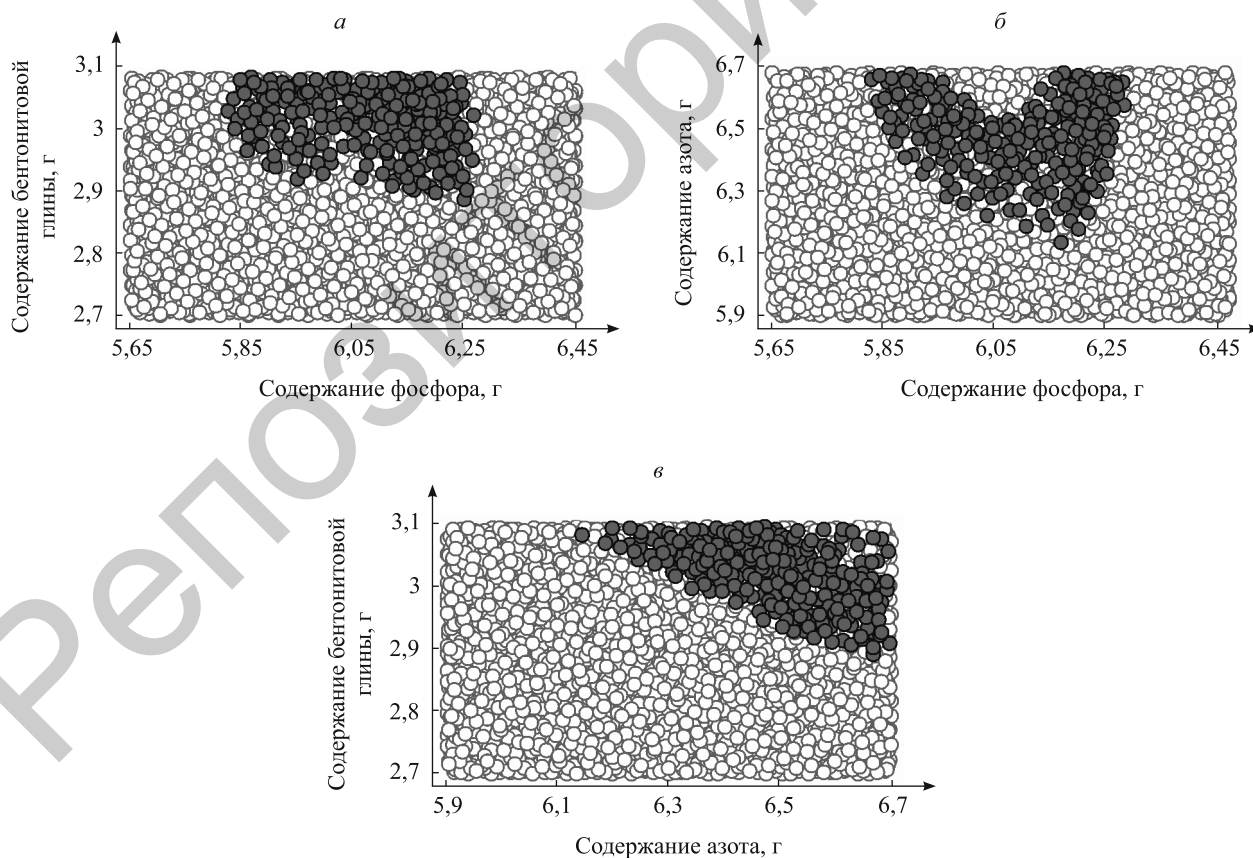 а
Содержание бентонитовой
глины, г
3,1
3
2,9
2,8
2,7
5,65 5,85 6,05 6,25 6,45
Содержание фосфора, г
б
Содержание азота, г
6,7
6,5
6,3
6,1
5,9
5,65 5,85 6,05 6,25 6,45
Содержание фосфора, г
в
Содержание бентонитовой
глины, г
3,1
3
2,9
2,8
2,7
5,9 6,1 6,3 6,5 6,7
Содержание азота, г